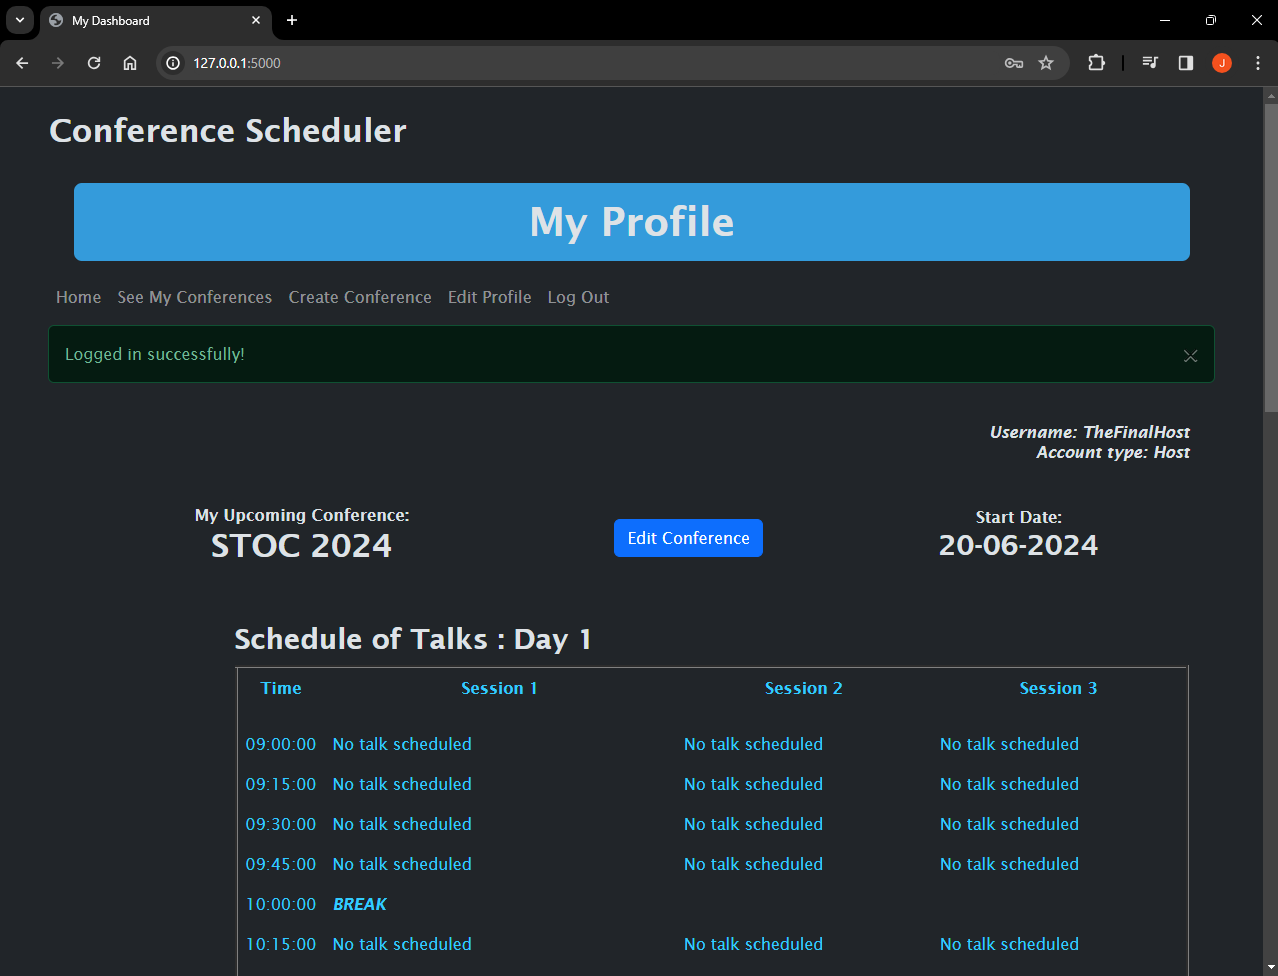 My Dashboard
127.0.0.1:5000
J
Conference Scheduler
My Profile
Home See My Conferences Create Conference Edit Profile Log Out
Logged in successfully!
Username: TheFinalHost
Account type: Host
My Upcoming Conference:
STOC 2024
Edit Conference
Start Date:
20-06-2024
Schedule of Talks : Day 1
Time Session 1 Session 2 Session 3
09:00:00 No talk scheduled No talk scheduled No talk scheduled
09:15:00 No talk scheduled No talk scheduled No talk scheduled
09:30:00 No talk scheduled No talk scheduled No talk scheduled
09:45:00 No talk scheduled No talk scheduled No talk scheduled
10:00:00 BREAK
10:15:00 No talk scheduled No talk scheduled No talk scheduled